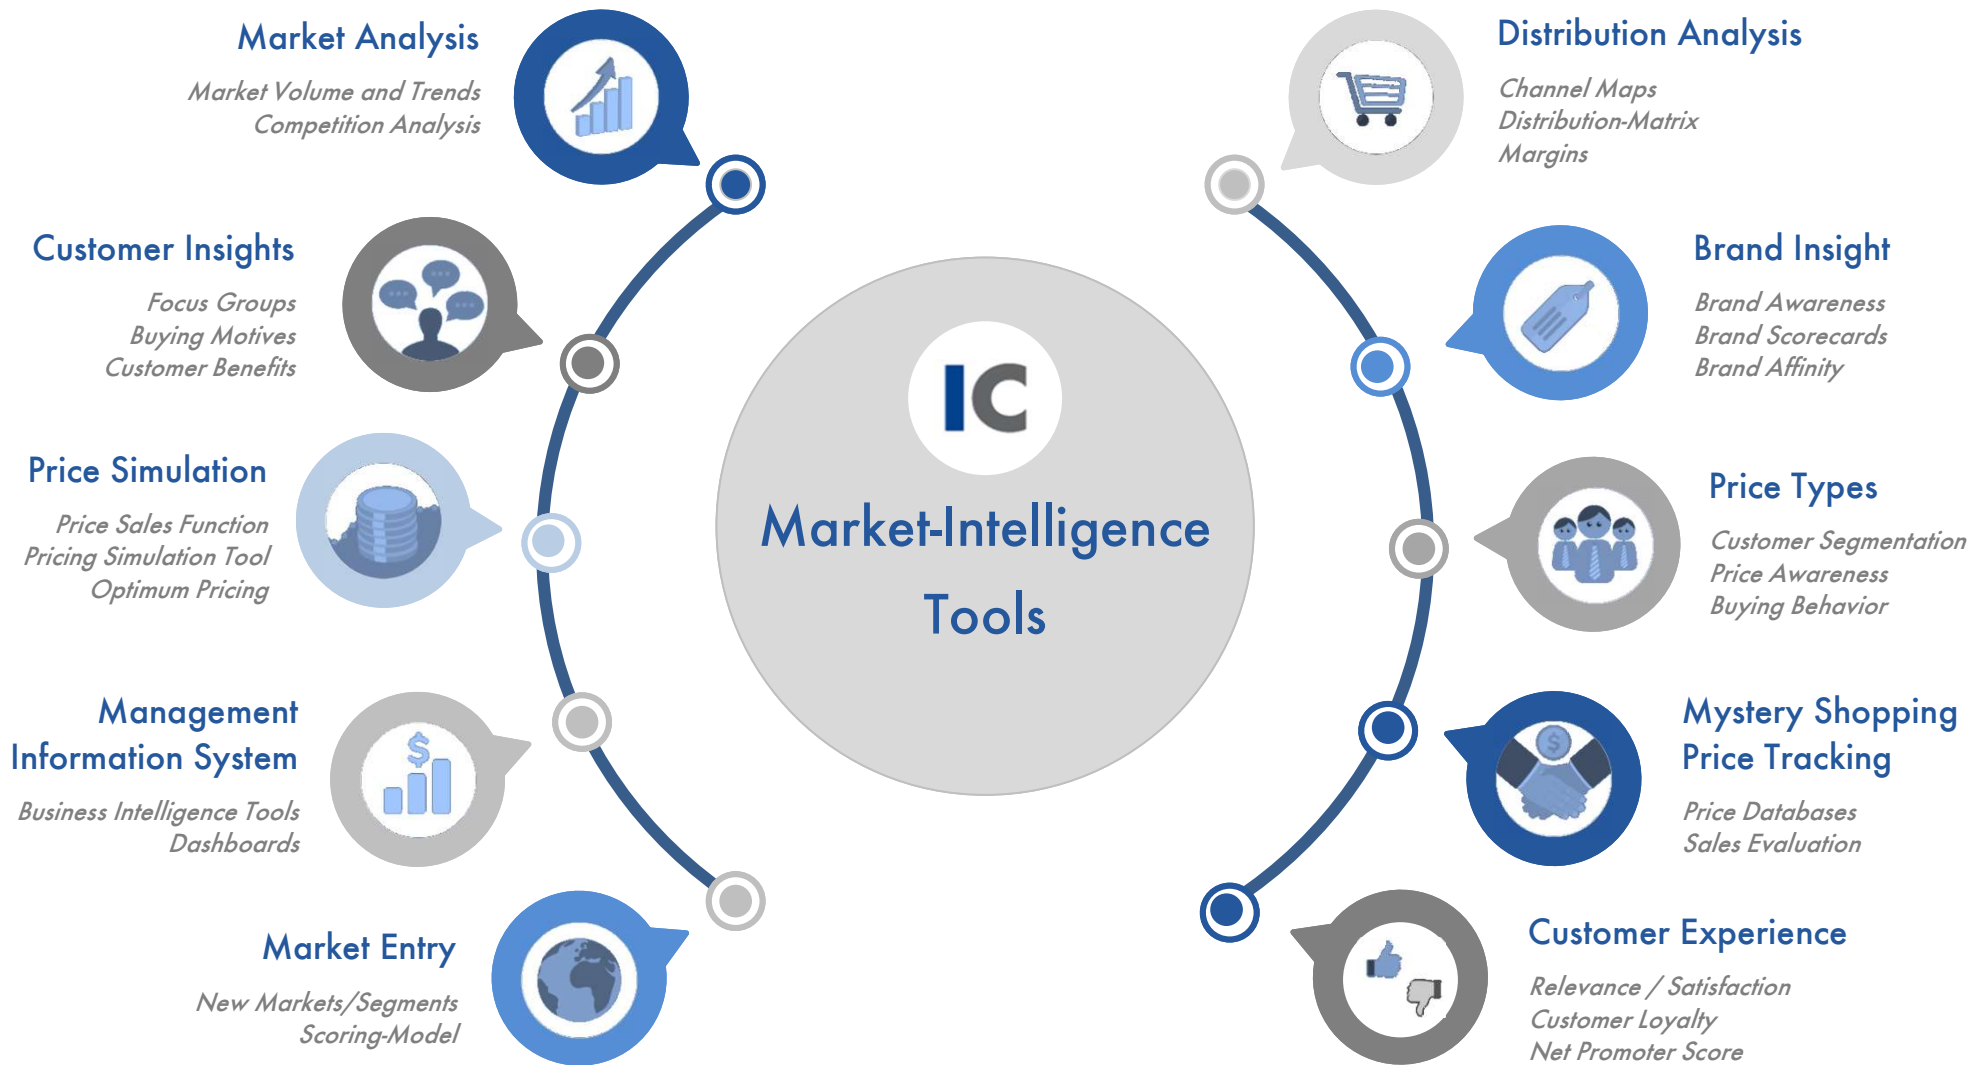 Market Analysis
Market Volume and Trends
Competition Analysis
Customer Insights
Focus Groups
Buying Motives
Customer Benefits
Price Simulation
Price Sales Function
Pricing Simulation Tool
Optimum Pricing
Management
Information System
Business Intelligence Tools
Dashboards
Market Entry
New Markets/Segments
Scoring-Model
IC
Market-Intelligence
Tools
Distribution Analysis
Channel Maps
Distribution-Matrix
Margins
Brand Insight
Brand Awareness
Brand Scorecards
Brand Affinity
Price Types
Customer Segmentation
Price Awareness
Buying Behavior
Mystery Shopping
Price Tracking
Price Databases
Sales Evaluation
Customer Experience
Relevance / Satisfaction
Customer Loyalty
Net Promoter Score
$
$